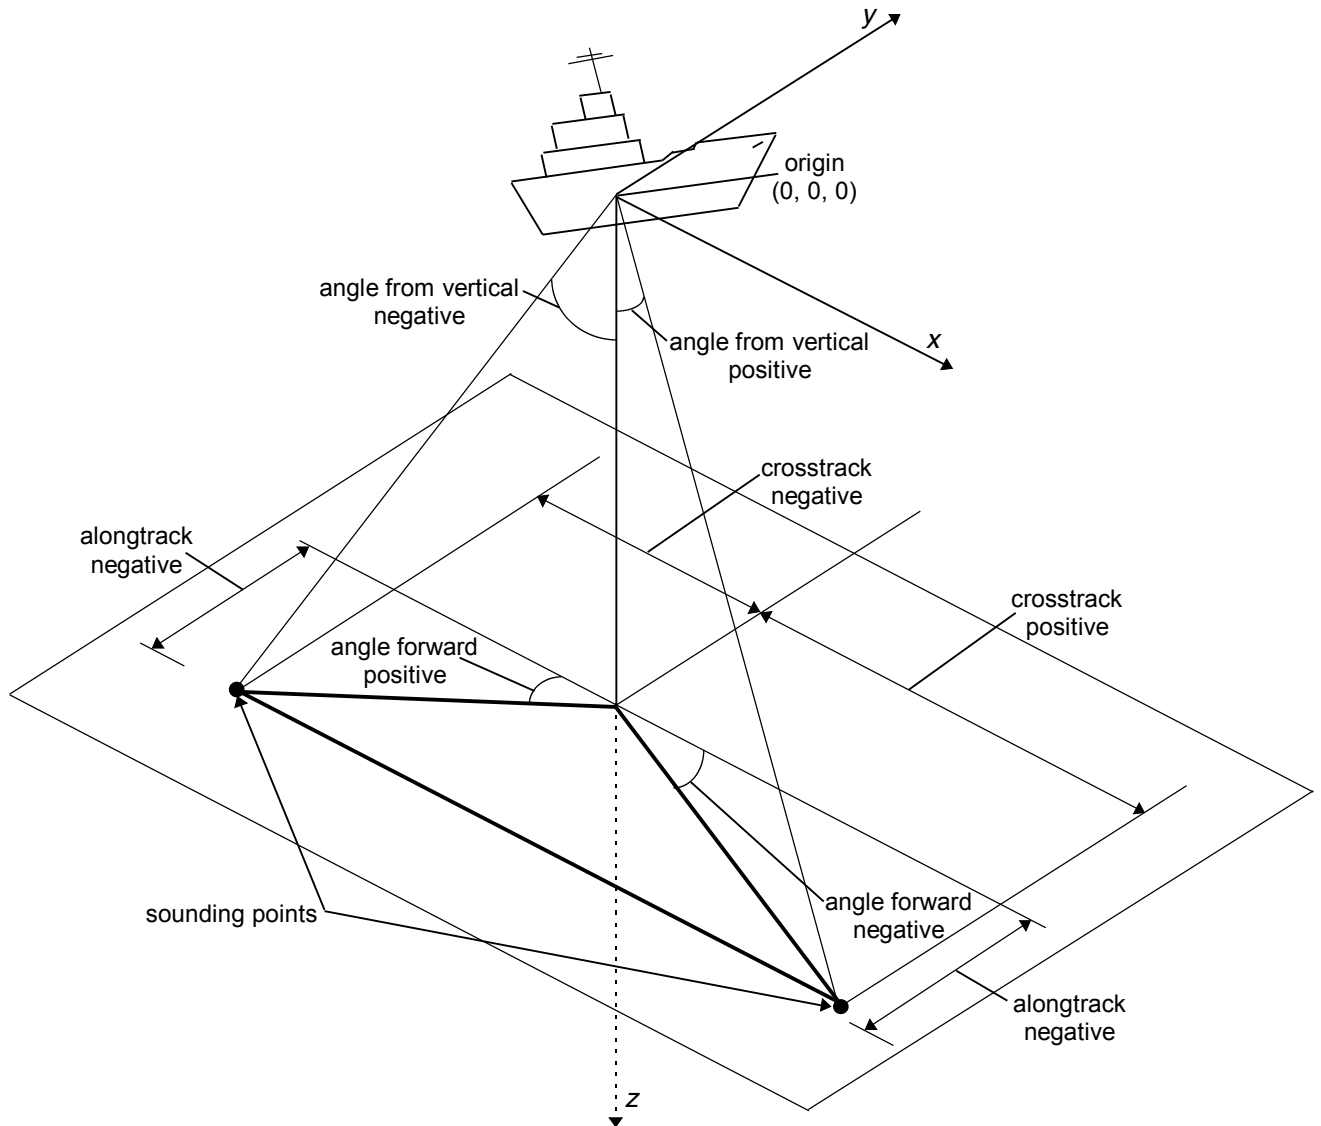 y
origin
(0, 0, 0)
angle from vertical
negative
x
angle from vertical
positive
crosstrack
negative
alongtrack
negative
crosstrack
positive
angle forward
positive
angle forward
negative
sounding points
alongtrack
negative
z